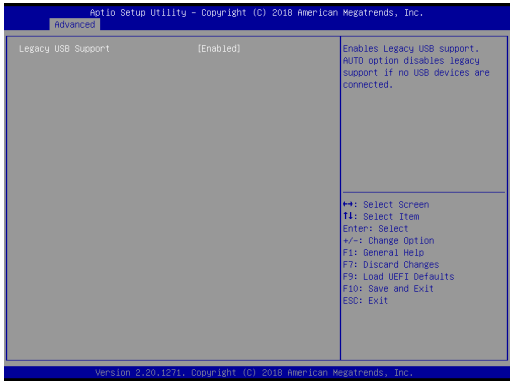 Aptio Setup Utility – Copyright (C) 2018 American Megatrends, Inc.
Advanced
Legacy USB Support [Enabled]
Enables Legacy USB support.
AUTO option disables legacy
support if no USB devices are
connected.
↔: Select Screen
↑↓: Select Item
Enter: Select
+/-: Change Option
F1: General Help
F7: Discard Changes
F9: Load UEFI Defaults
F10: Save and Exit
ESC: Exit
Version 2.20.1271. Copyright (C) 2018 American Megatrends, Inc.